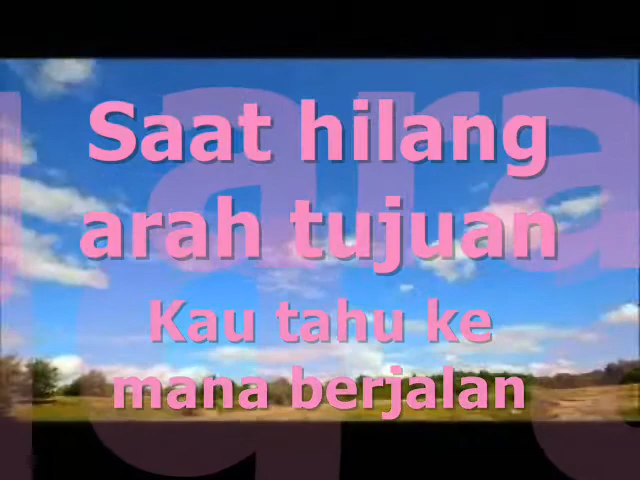 Saat hilang
arah tujuan
Kau tahu ke
mana berjalan